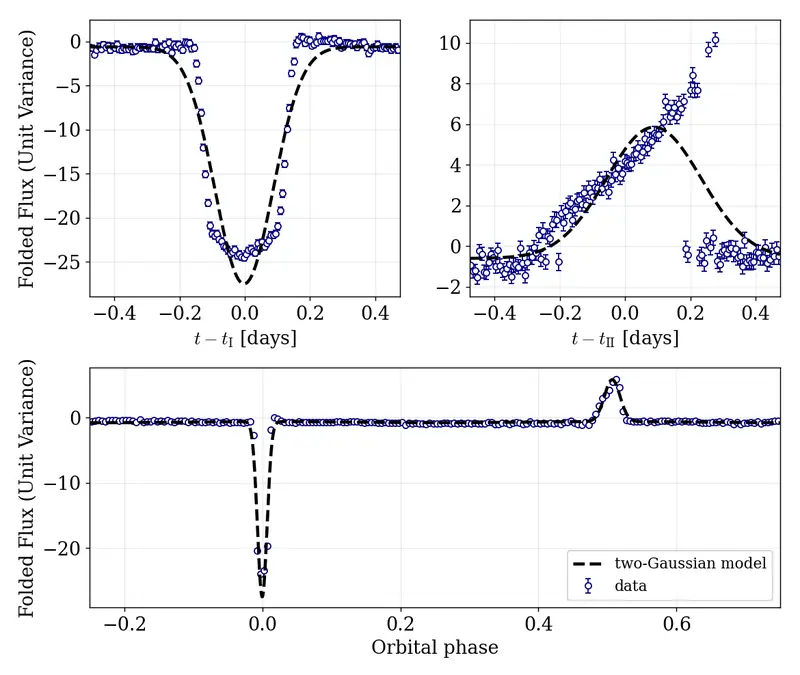 Folded Flux (Unit Variance)
0
−5
−10
−15
−20
−25
−0.4 −0.2 0.0 0.2 0.4
t − t_I [days]
10
8
6
4
2
0
−2
−0.4 −0.2 0.0 0.2 0.4
t − t_II [days]
Folded Flux (Unit Variance)
0
−10
−20
−0.2 0.0 0.2 0.4 0.6
Orbital phase
two-Gaussian model
data